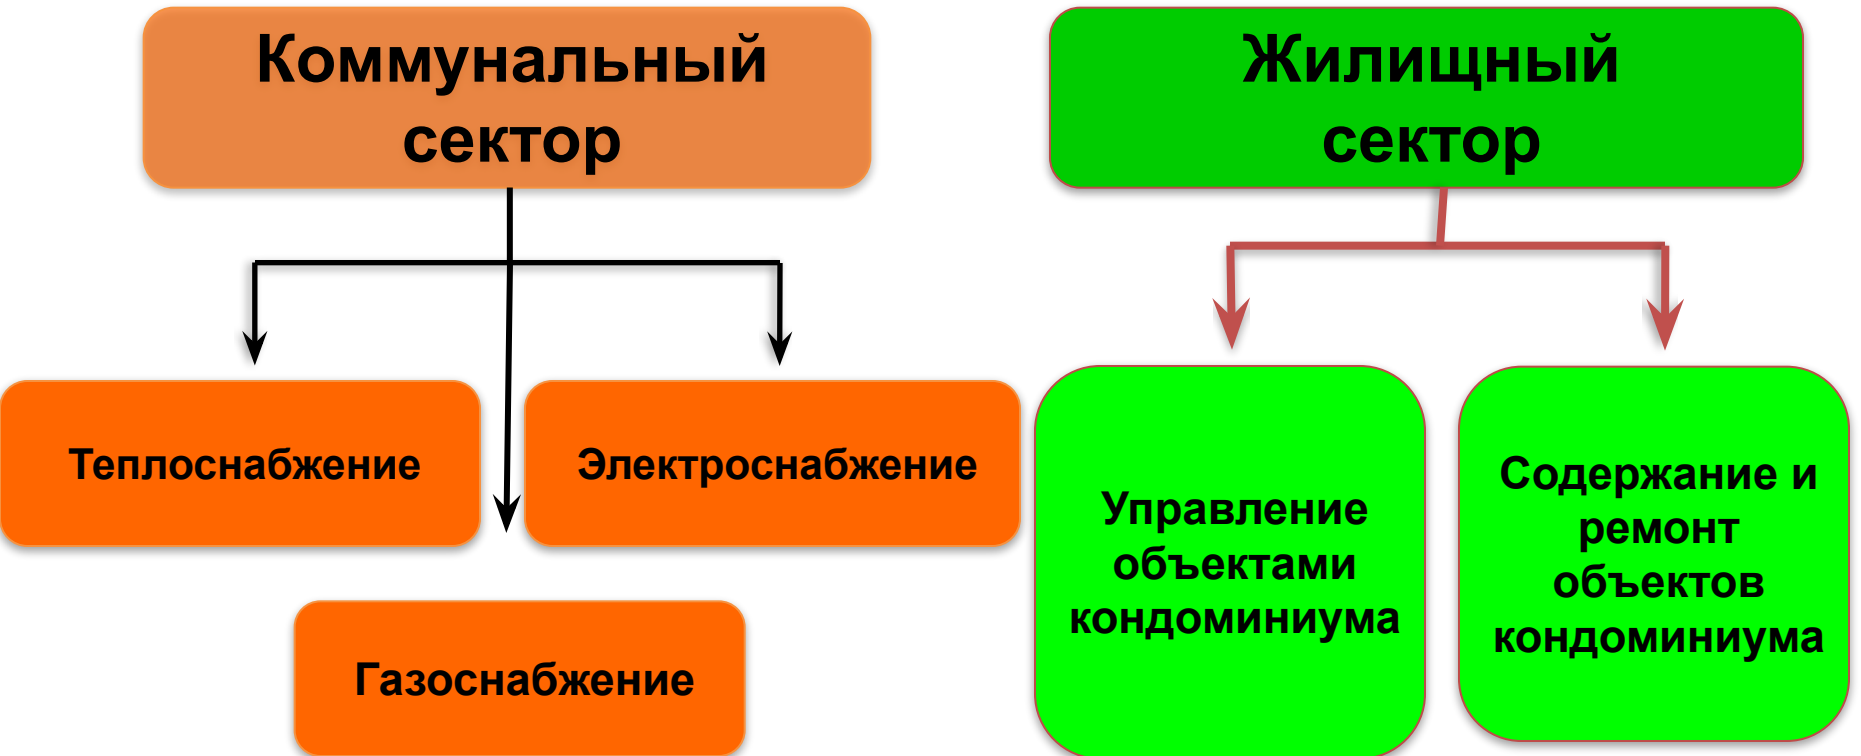 Коммунальный
сектор
Жилищный
сектор
Теплоснабжение
Электроснабжение
Газоснабжение
Управление
объектами
кондоминиума
Содержание и
ремонт
объектов
кондоминиума